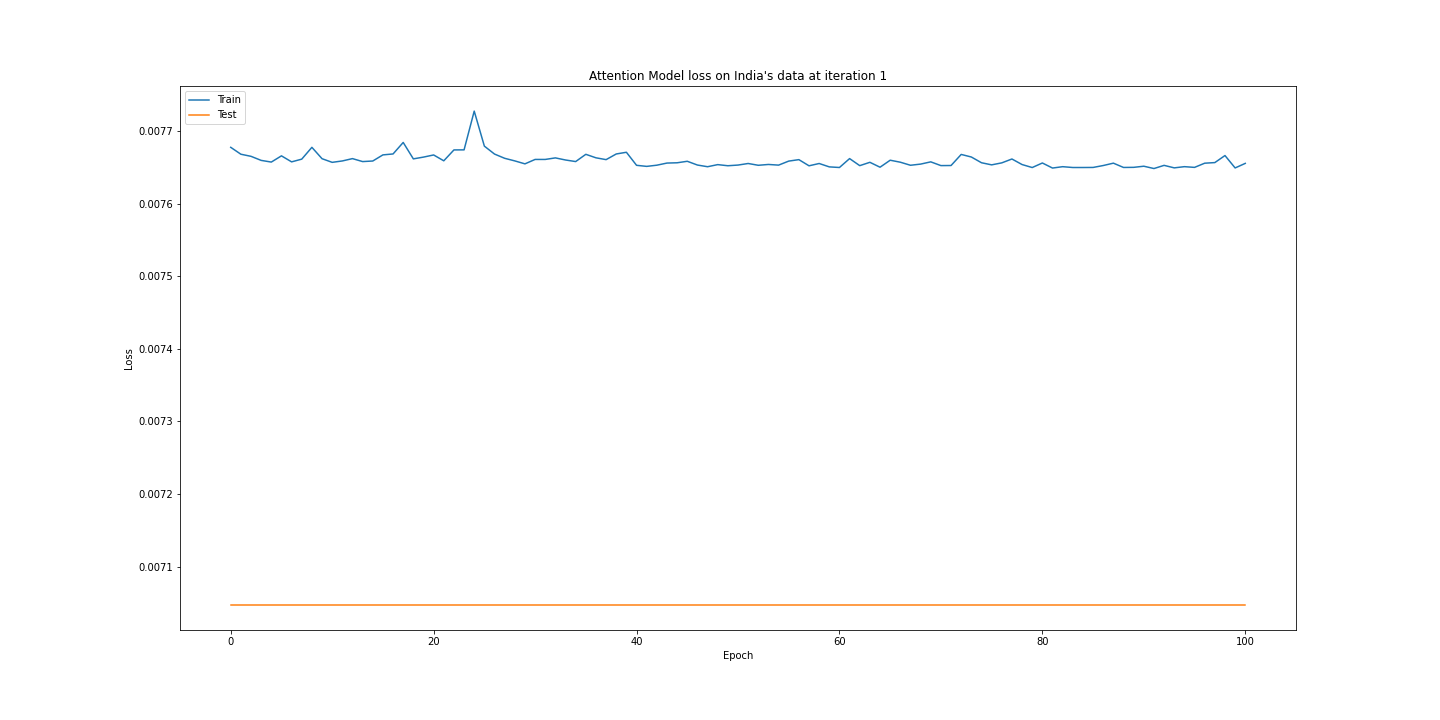 Attention Model loss on India's data at iteration 1
Train
Test
0.0077
0.0076
0.0075
0.0074
0.0073
0.0072
0.0071
Loss
0 20 40 60 80 100
Epoch